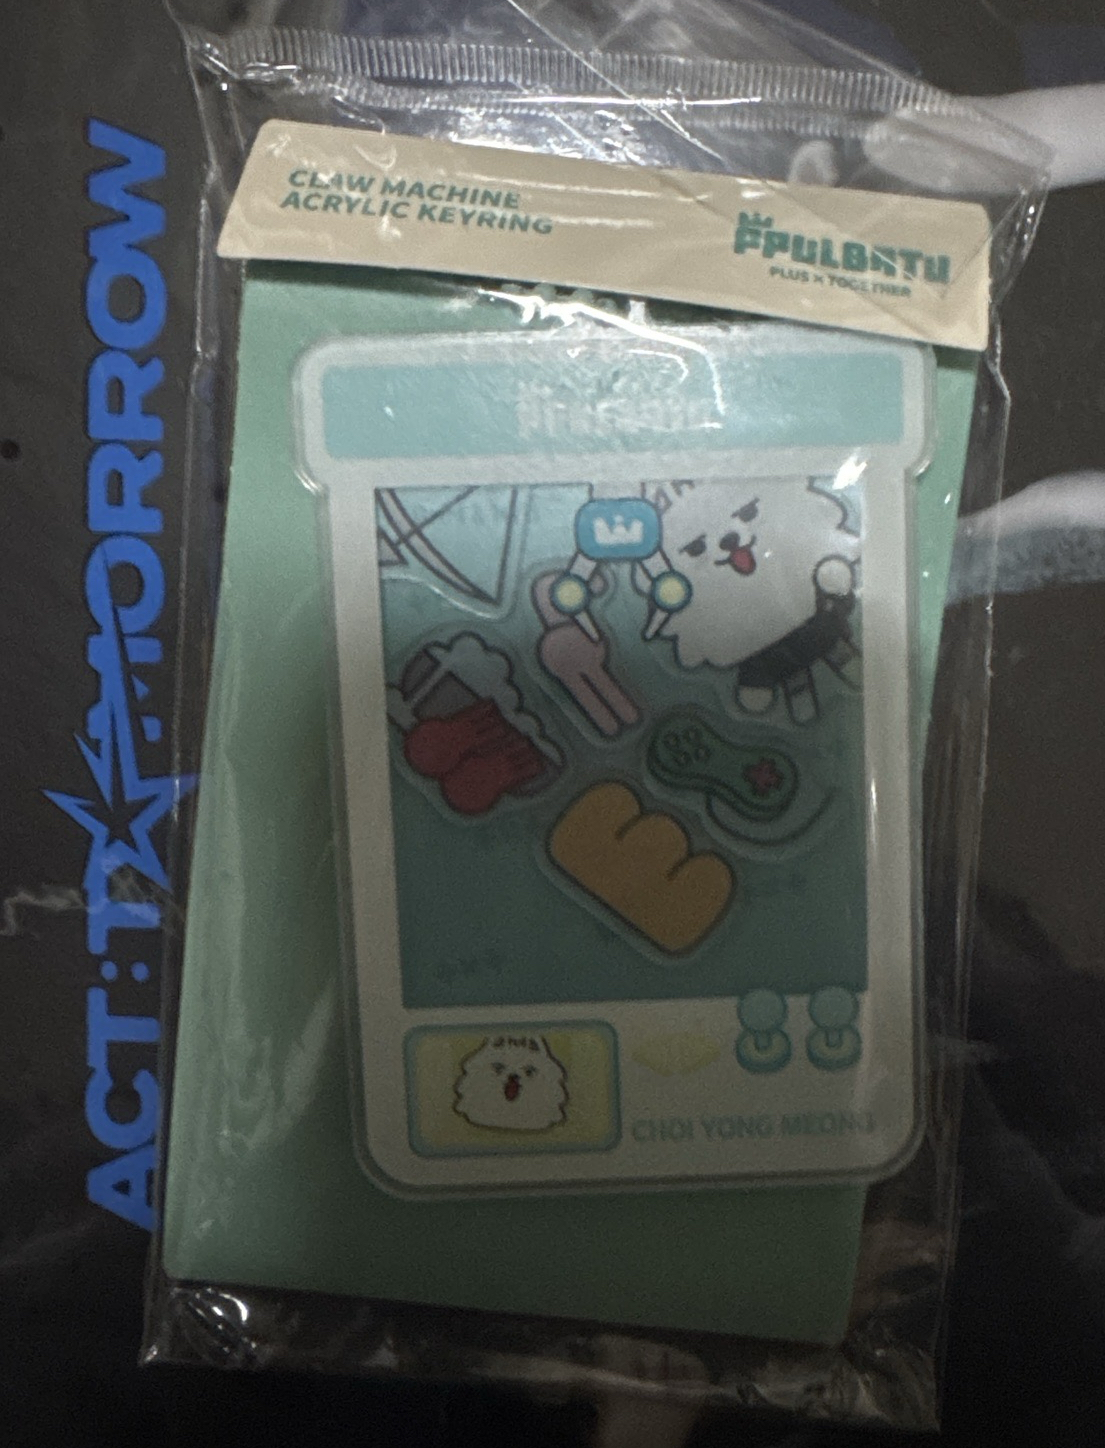 CLAW MACHINE
ACRYLIC KEYRING
PPULBATU
PLUS × TOGETHER
CHOI YONG MEONG
ACT:TOMORROW